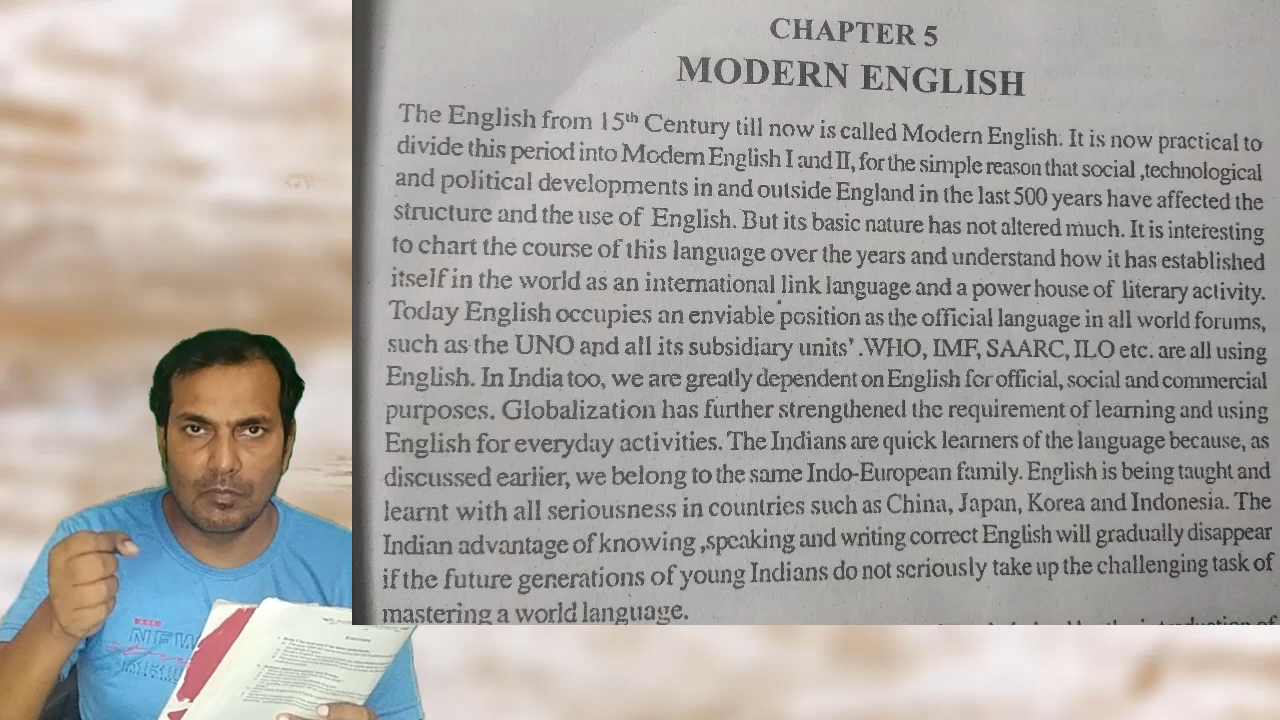 CHAPTER 5
MODERN ENGLISH
The English from 15th Century till now is called Modern English. It is now practical to
divide this period into Modern English I and II, for the simple reason that social ,technological
and political developments in and outside England in the last 500 years have affected the
structure and the use of English. But its basic nature has not altered much. It is interesting
to chart the course of this language over the years and understand how it has established
itself in the world as an international link language and a power house of literary activity.
Today English occupies an enviable position as the official language in all world forums,
such as the UNO and all its subsidiary units' .WHO, IMF, SAARC, ILO etc. are all using
English. In India too, we are greatly dependent on English for official, social and commercial
purposes. Globalization has further strengthened the requirement of learning and using
English for everyday activities. The Indians are quick learners of the language because, as
discussed earlier, we belong to the same Indo-European family. English is being taught and
learnt with all seriousness in countries such as China, Japan, Korea and Indonesia. The
Indian advantage of knowing ,speaking and writing correct English will gradually disappear
if the future generations of young Indians do not seriously take up the challenging task of
mastering a world language.
NEW